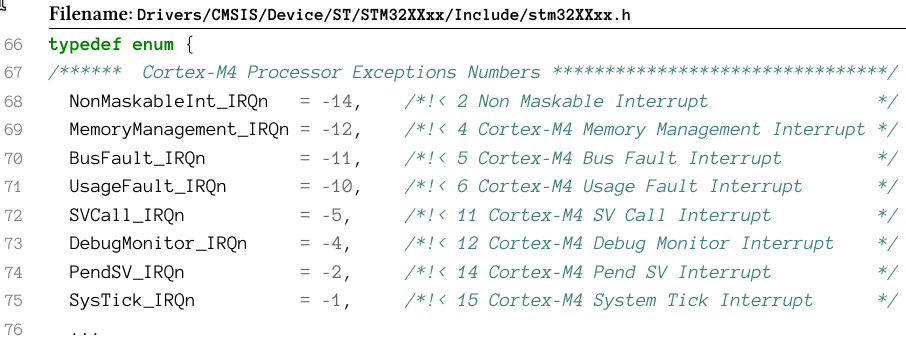 Filename: Drivers/CMSIS/Device/ST/STM32XXxx/Include/stm32XXxx.h
66 typedef enum {
67 /****** Cortex-M4 Processor Exceptions Numbers ********************************/
68 NonMaskableInt_IRQn = -14, /*!< 2 Non Maskable Interrupt */
69 MemoryManagement_IRQn = -12, /*!< 4 Cortex-M4 Memory Management Interrupt */
70 BusFault_IRQn = -11, /*!< 5 Cortex-M4 Bus Fault Interrupt */
71 UsageFault_IRQn = -10, /*!< 6 Cortex-M4 Usage Fault Interrupt */
72 SVCall_IRQn = -5, /*!< 11 Cortex-M4 SV Call Interrupt */
73 DebugMonitor_IRQn = -4, /*!< 12 Cortex-M4 Debug Monitor Interrupt */
74 PendSV_IRQn = -2, /*!< 14 Cortex-M4 Pend SV Interrupt */
75 SysTick_IRQn = -1, /*!< 15 Cortex-M4 System Tick Interrupt */
76 ...